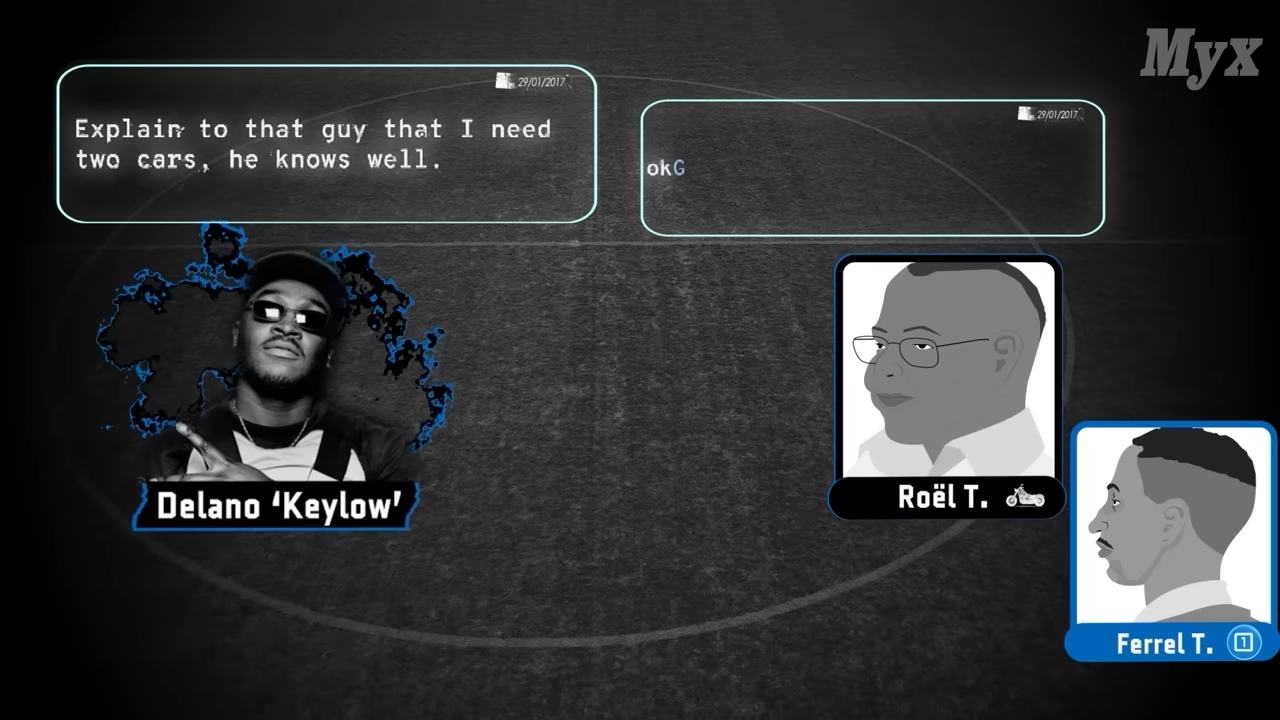 Myx
29/01/2017
Explain to that guy that I need
two cars, he knows well.
29/01/2017
okG
Delano ‘Keylow’
Roël T.
Ferrel T. 1